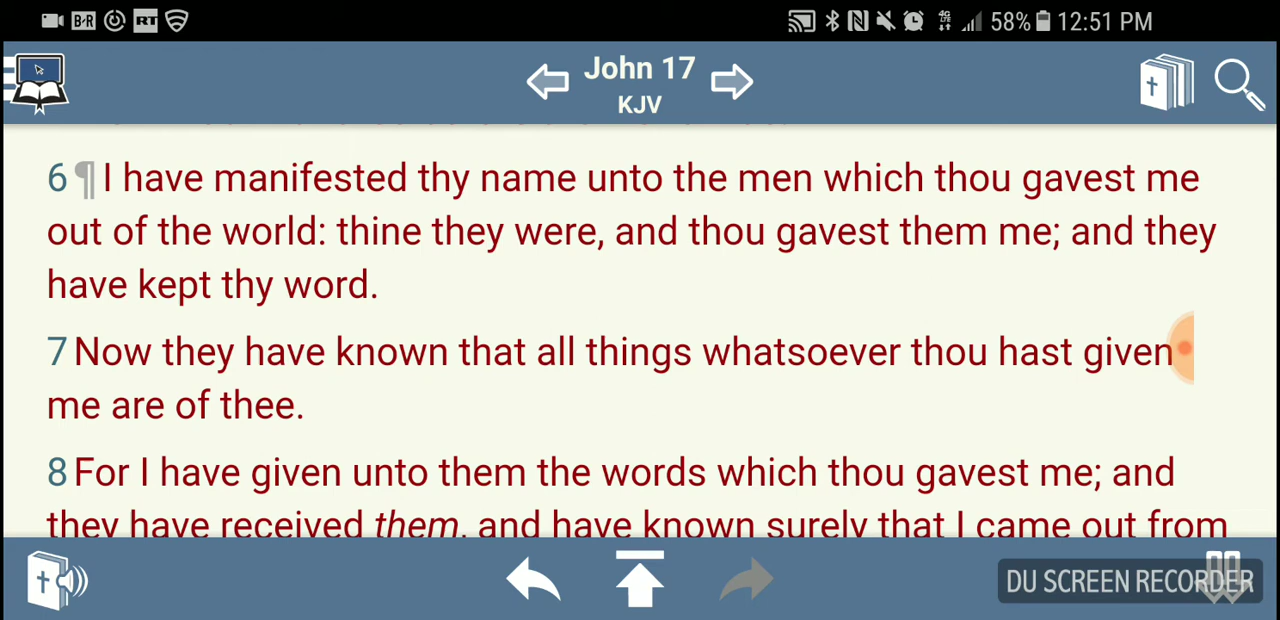 B/R RT 4G LTE 58% 12:51 PM
John 17
KJV
6 ¶ I have manifested thy name unto the men which thou gavest me
out of the world: thine they were, and thou gavest them me; and they
have kept thy word.
7 Now they have known that all things whatsoever thou hast given
me are of thee.
8 For I have given unto them the words which thou gavest me; and
they have received them, and have known surely that I came out from
DU SCREEN RECORDER